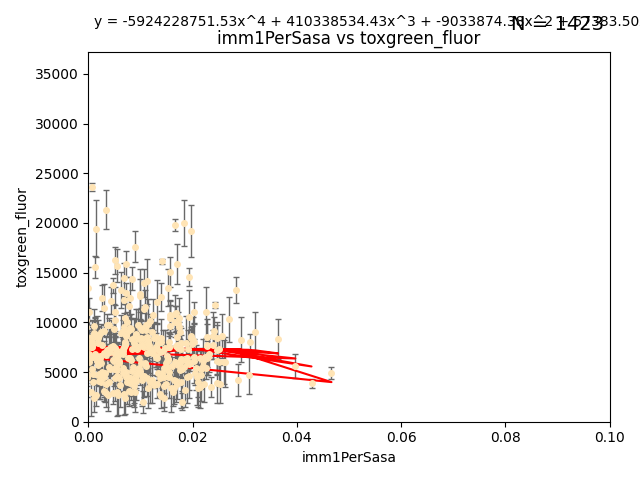 y = -5924228751.53x^4 + 410338534.43x^3 + -9033874.
N = 1423
imm1PerSasa vs toxgreen_fluor
35000
30000
25000
20000
15000
10000
5000
0
toxgreen_fluor
0.00 0.02 0.04 0.06 0.08 0.10
imm1PerSasa